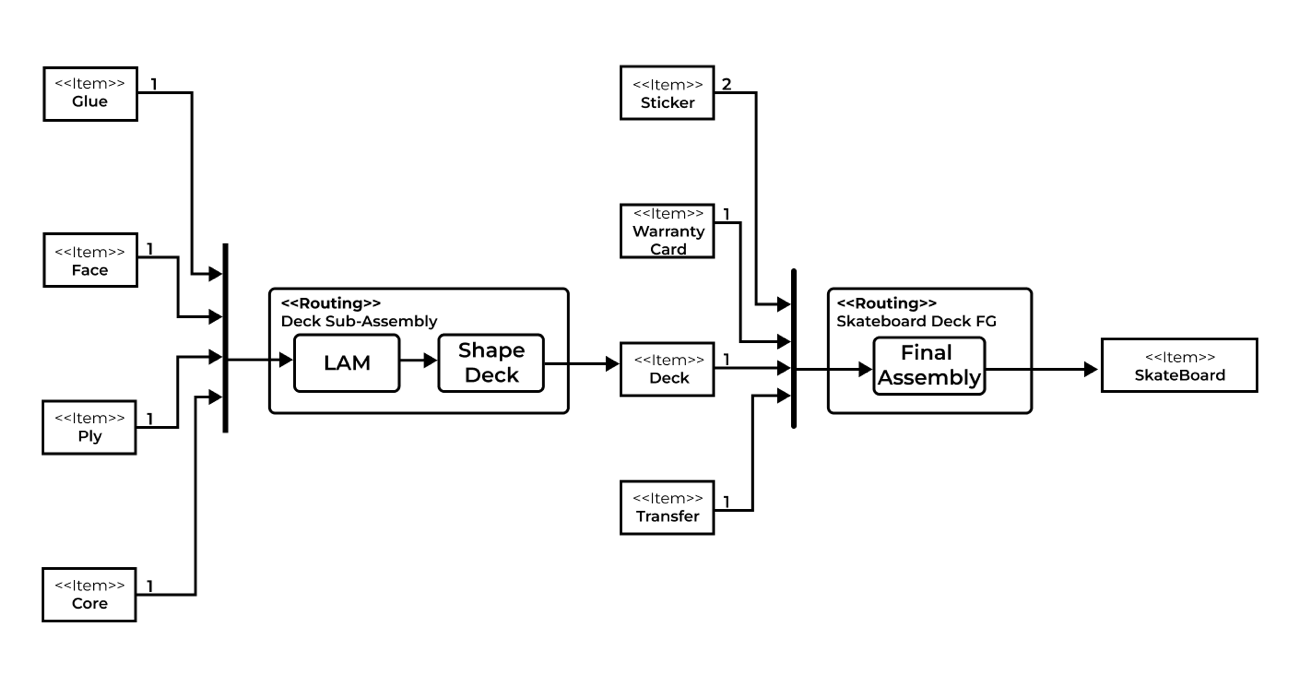 <<Item>>
Glue
1
<<Item>>
Face
1
<<Item>>
Ply
1
<<Item>>
Core
1
<<Routing>>
Deck Sub-Assembly
LAM
Shape
Deck
<<Item>>
Sticker
2
<<Item>>
Warranty
Card
1
<<Item>>
Deck
1
<<Item>>
Transfer
1
<<Routing>>
Skateboard Deck FG
Final
Assembly
<<Item>>
SkateBoard